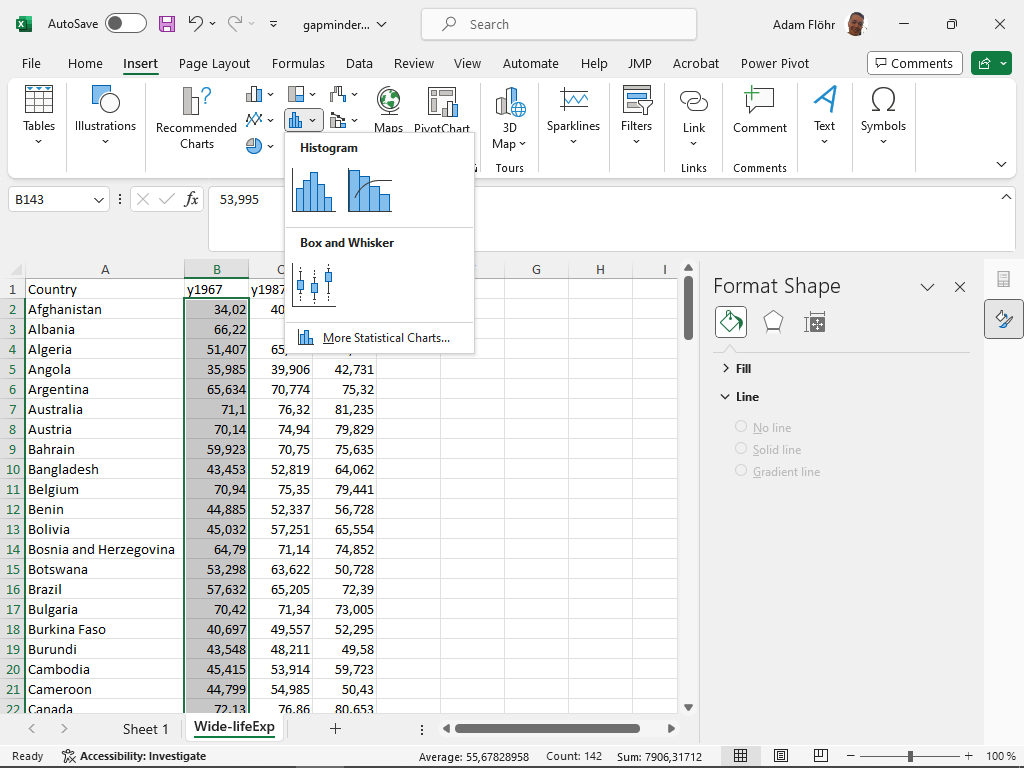 AutoSave gapminder... Search Adam Flöhr
File Home Insert Page Layout Formulas Data Review View Automate Help JMP Acrobat Power Pivot Comments
Tables Illustrations Recommended Charts Maps PivotChart 3D Map Sparklines Filters Link Comment Text Symbols
Tours Links Comments
Histogram
B143 fx 53,995
Box and Whisker
More Statistical Charts...
A B C G H I
1 Country y1967 y1987
2 Afghanistan 34,02 40
3 Albania 66,22
4 Algeria 51,407 65,
5 Angola 35,985 39,906 42,731
6 Argentina 65,634 70,774 75,32
7 Australia 71,1 76,32 81,235
8 Austria 70,14 74,94 79,829
9 Bahrain 59,923 70,75 75,635
10 Bangladesh 43,453 52,819 64,062
11 Belgium 70,94 75,35 79,441
12 Benin 44,885 52,337 56,728
13 Bolivia 45,032 57,251 65,554
14 Bosnia and Herzegovina 64,79 71,14 74,852
15 Botswana 53,298 63,622 50,728
16 Brazil 57,632 65,205 72,39
17 Bulgaria 70,42 71,34 73,005
18 Burkina Faso 40,697 49,557 52,295
19 Burundi 43,548 48,211 49,58
20 Cambodia 45,415 53,914 59,723
21 Cameroon 44,799 54,985 50,43
22 Canada 72,13 76,86 80,653
Format Shape
Fill
Line
No line
Solid line
Gradient line
Sheet 1 Wide-lifeExp
Ready Accessibility: Investigate Average: 55,67828958 Count: 142 Sum: 7906,31712 100 %